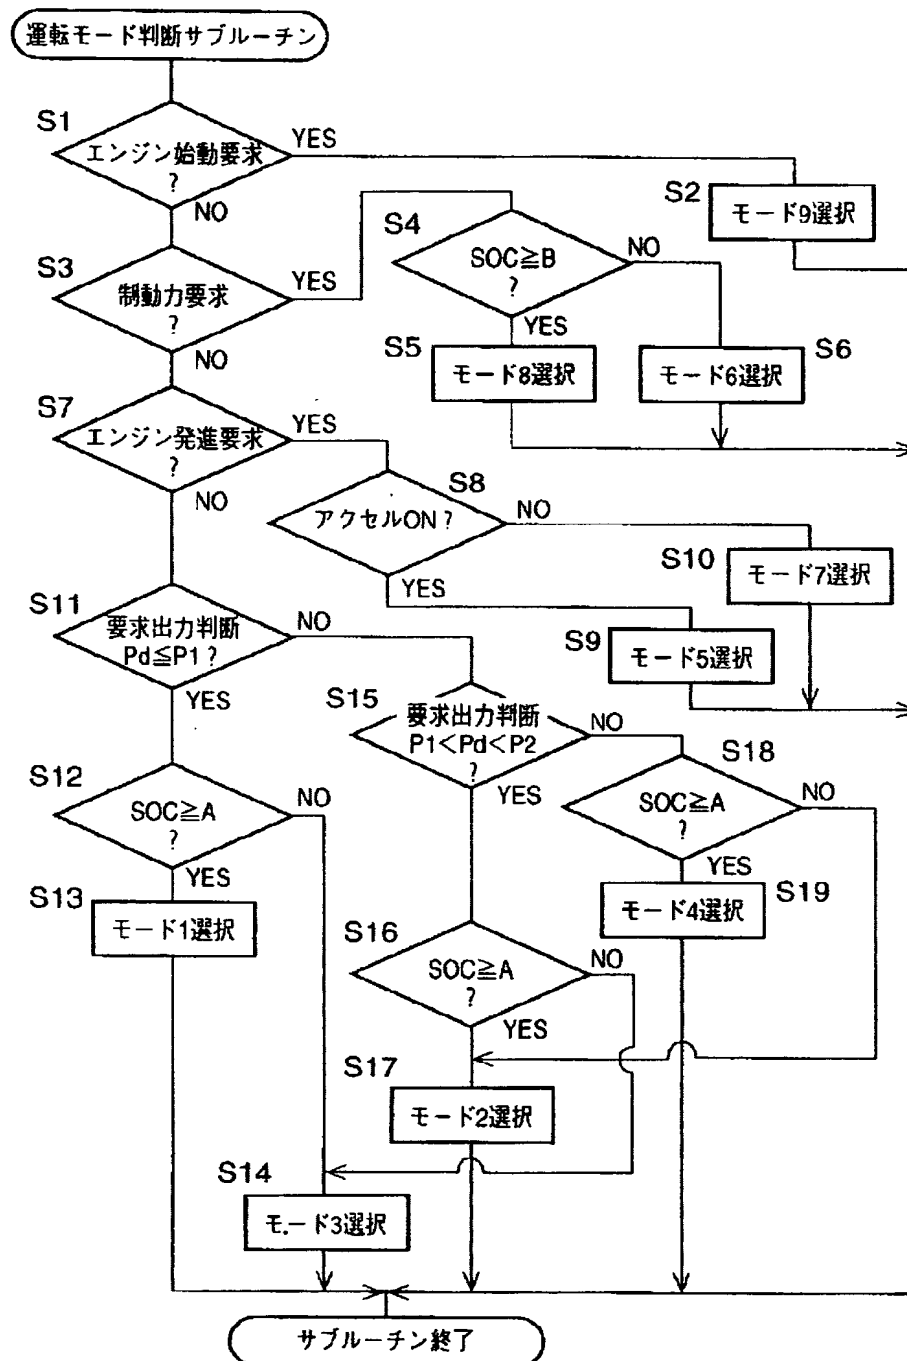 運転モード判断サブルーチン
S1
エンジン始動要求
?
YES
NO
S2
モード9選択
S3
制動力要求
?
YES
NO
S4
SOC≧B
?
NO
YES
S5
モード8選択
S6
モード6選択
S7
エンジン発進要求
?
YES
NO
S8
アクセルON?
NO
YES
S10
モード7選択
S9
モード5選択
S11
要求出力判断
Pd≦P1?
NO
YES
S15
要求出力判断
P1<Pd<P2
?
NO
YES
S12
SOC≧A
?
NO
YES
S18
SOC≧A
?
NO
YES
S13
モード1選択
S19
モード4選択
S16
SOC≧A
?
NO
YES
S17
モード2選択
S14
モード3選択
サブルーチン終了